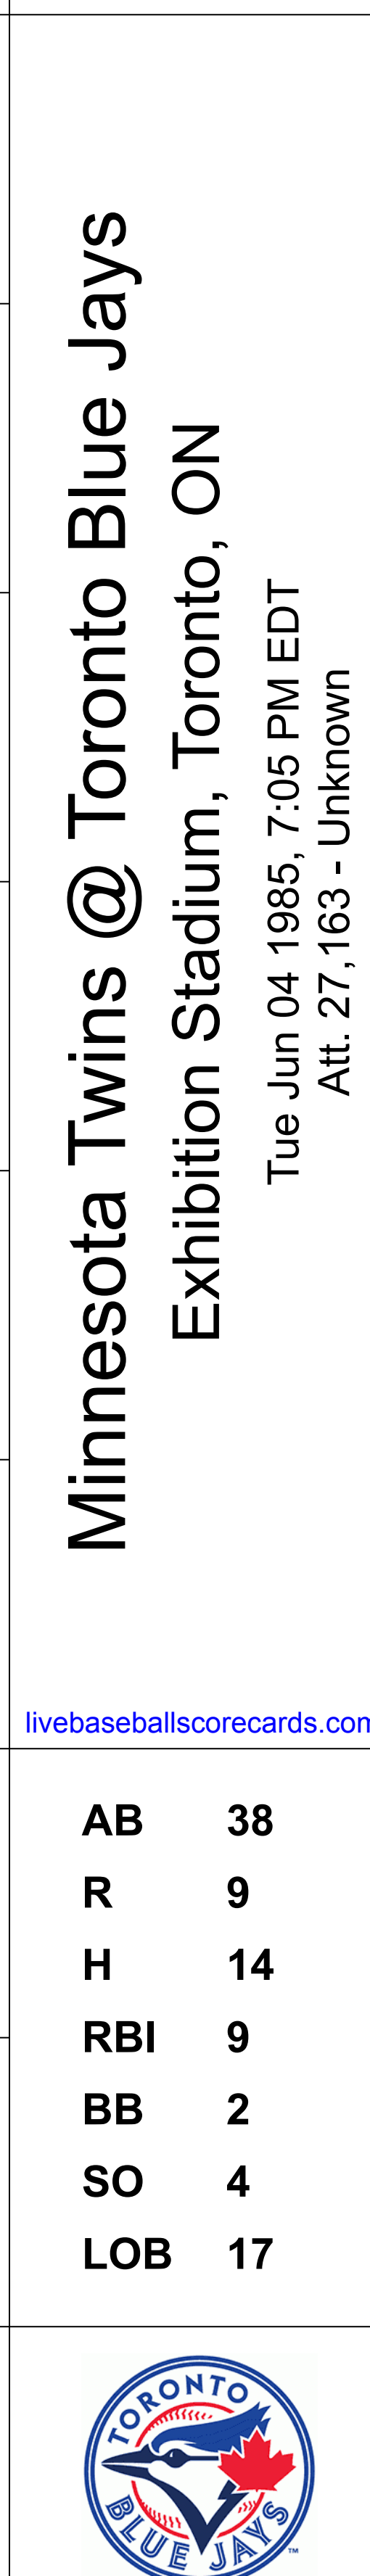 Minnesota Twins @ Toronto Blue Jays
Exhibition Stadium, Toronto, ON
Tue Jun 04 1985, 7:05 PM EDT
Att. 27,163 - Unknown
livebaseballscorecards.com
AB 38
R 9
H 14
RBI 9
BB 2
SO 4
LOB 17
TORONTO
BLUE JAYS
TM